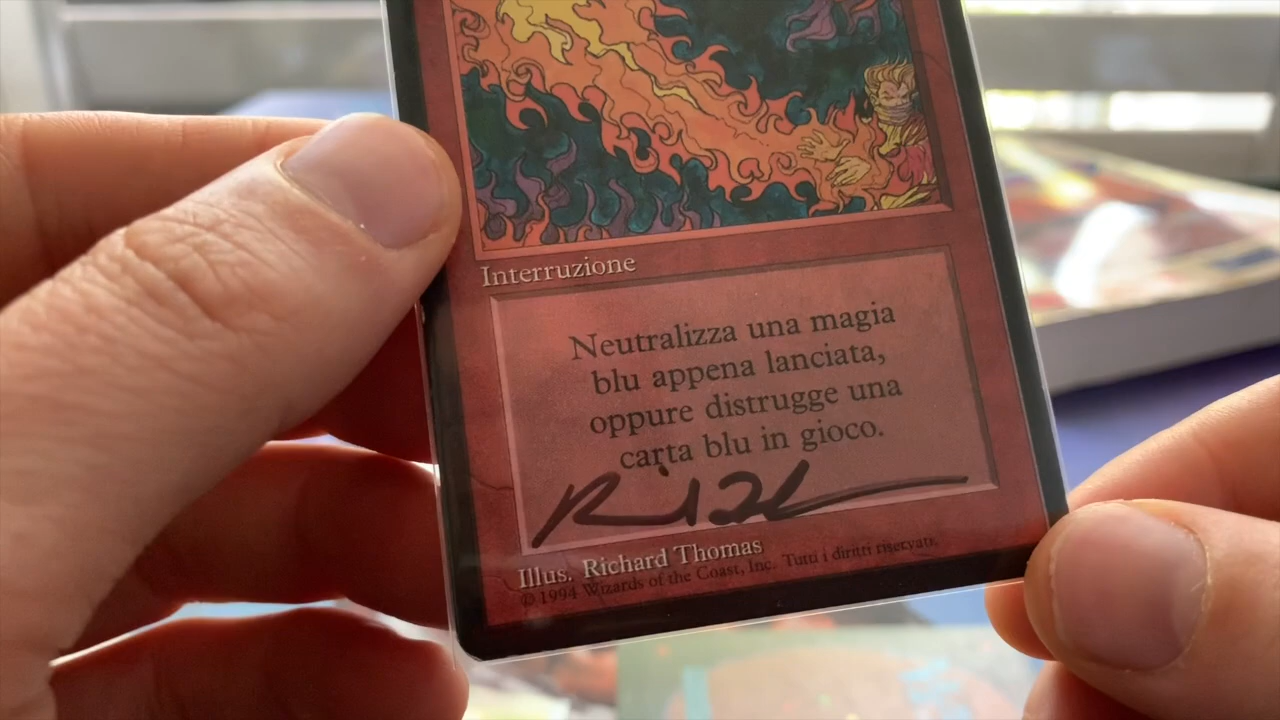 Interruzione
Neutralizza una magia
blu appena lanciata,
oppure distrugge una
carta blu in gioco.
Illus. Richard Thomas
© 1994 Wizards of the Coast, Inc. Tutti i diritti riservati.